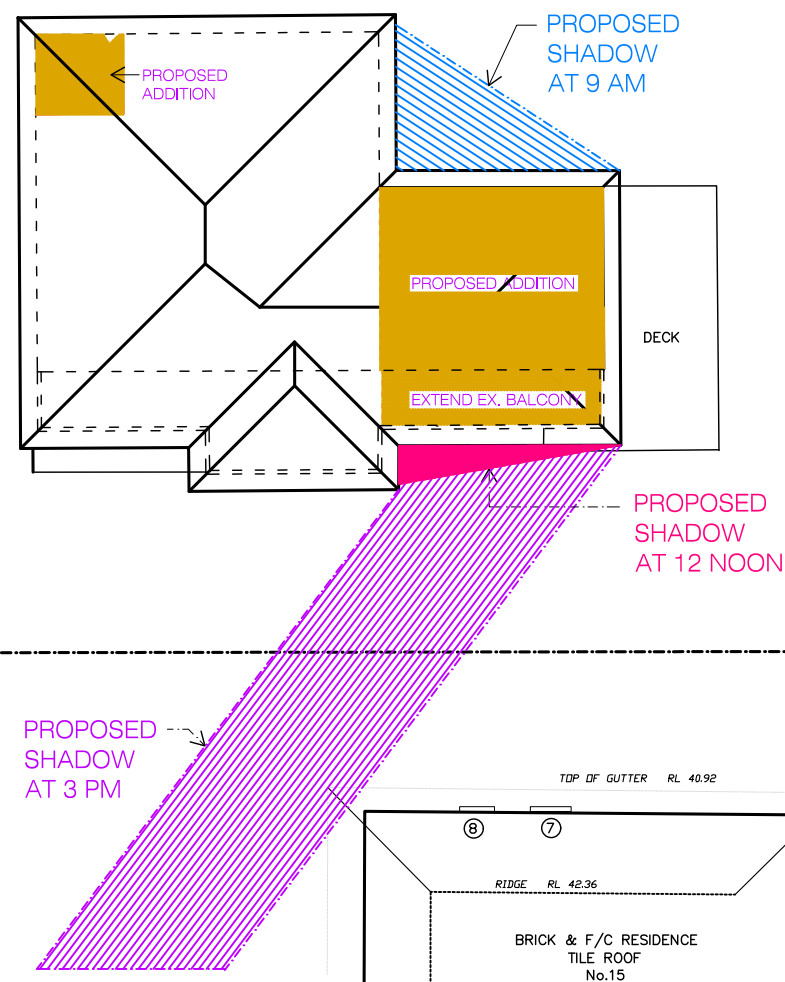 PROPOSED
SHADOW
AT 9 AM
PROPOSED
ADDITION
PROPOSED ADDITION
DECK
EXTEND EX. BALCONY
PROPOSED
SHADOW
AT 12 NOON
PROPOSED
SHADOW
AT 3 PM
TOP OF GUTTER RL 40.92
8
7
RIDGE RL 42.36
BRICK & F/C RESIDENCE
TILE ROOF
No.15